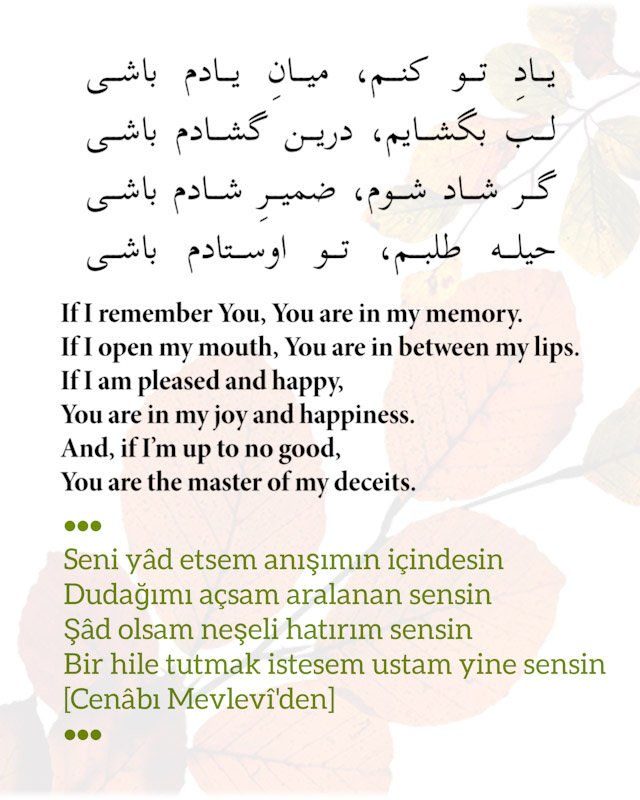 یادِ تو کنم، میانِ یادم باشی
لب بگشایم، درین گشادم باشی
گر شاد شوم، ضمیرِ شادم باشی
حیله طلبم، تو اوستادم باشی
If I remember You, You are in my memory.
If I open my mouth, You are in between my lips.
If I am pleased and happy,
You are in my joy and happiness.
And, if I’m up to no good,
You are the master of my deceits.
•••
Seni yâd etsem anışımın içindesin
Dudağımı açsam aralanan sensin
Şâd olsam neşeli hatırım sensin
Bir hile tutmak istesem ustam yine sensin
[Cenâbı Mevlevî'den]
•••